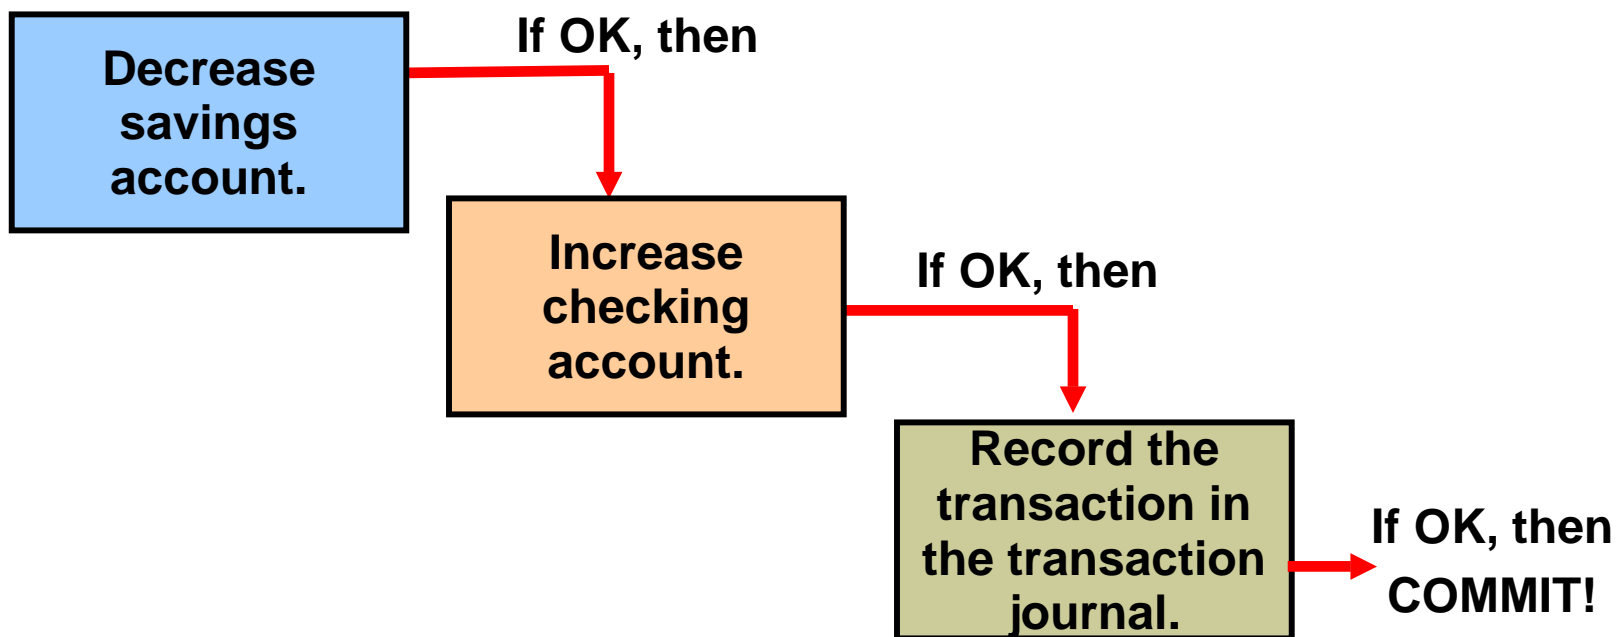 If OK, then
Decrease
savings
account.
Increase
checking
account.
If OK, then
Record the
transaction in
the transaction
journal.
If OK, then
COMMIT!